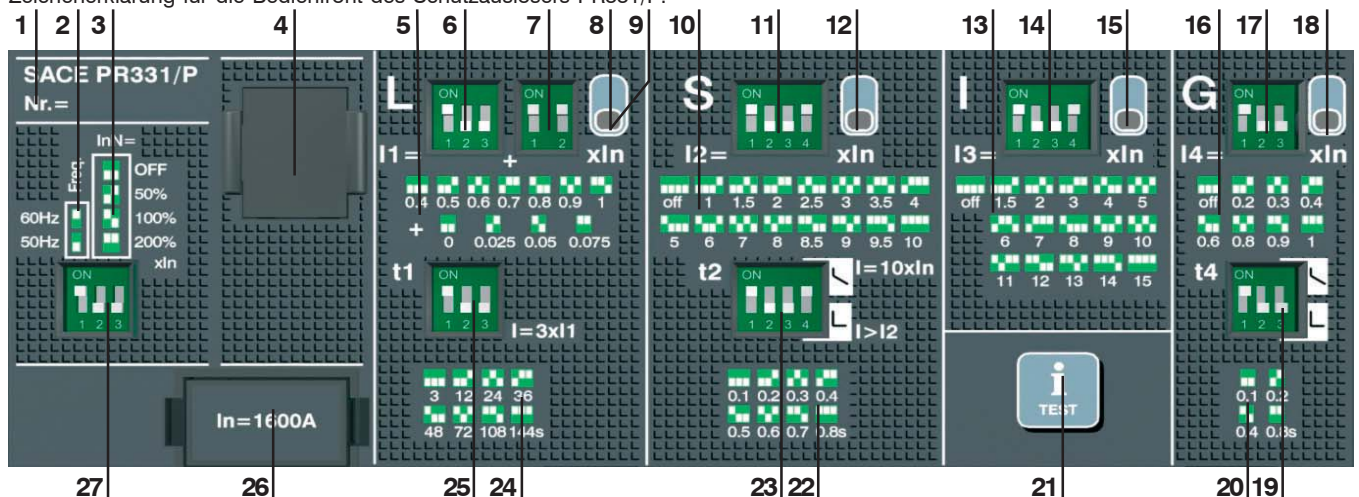 Zeichenerklärung für die Bedienfront des Schutzauslösers PR331/P:
1 2 3 4 5 6 7 8 9 10 11 12 13 14 15 16 17 18
SACE PR331/P
Nr.=
InN=
Freq
OFF
50%
100%
200%
xIn
60Hz
50Hz
ON
1 2 3
In=1600A
L
ON
1 2 3
ON
1 2
I1=
+
xIn
0.4 0.5 0.6 0.7 0.8 0.9 1
+
0 0.025 0.05 0.075
t1
ON
1 2 3
I=3xI1
3 12 24 36
48 72 108 144s
S
ON
1 2 3 4
I2=
xIn
off 1 1.5 2 2.5 3 3.5 4
5 6 7 8 8.5 9 9.5 10
t2
ON
1 2 3 4
I=10xIn
I>I2
0.1 0.2 0.3 0.4
0.5 0.6 0.7 0.8s
I
ON
1 2 3 4
I3=
xIn
off 1.5 2 3 4 5
6 7 8 9 10
11 12 13 14 15
i
TEST
G
ON
1 2 3
I4=
xIn
off 0.2 0.3 0.4
0.6 0.8 0.9 1
t4
ON
1 2 3
0.1 0.2
0.4 0.8s
27 26 25 24 23 22 21 20 19